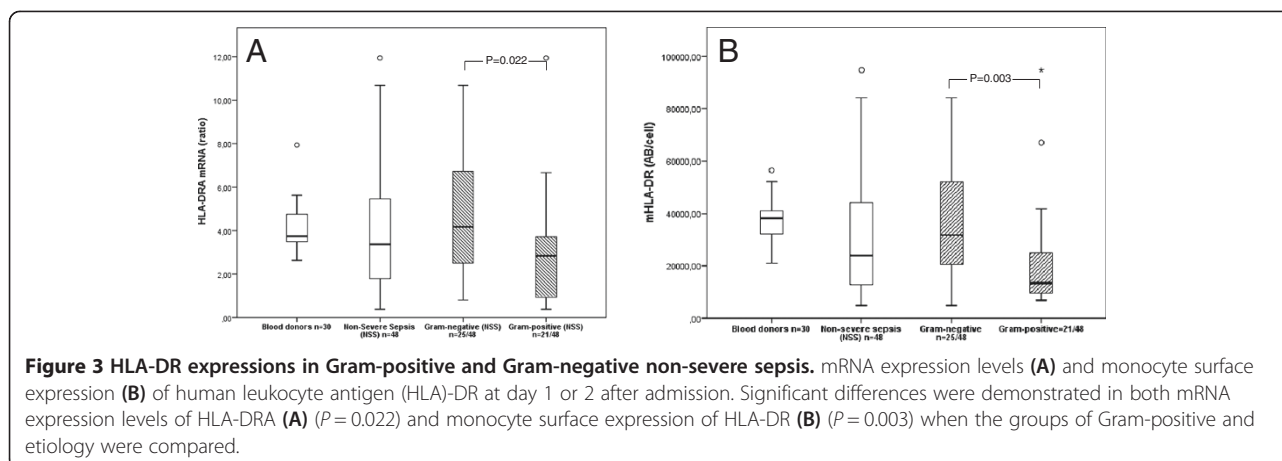 A
12,00
10,00
8,00
6,00
4,00
2,00
,00
HLA-DRA mRNA (ratio)
P=0.022
Blood donors n=30
Non-Severe Sepsis
(NSS) n=48
Gram-negative (NSS)
n=25/48
Gram-positive (NSS)
n=21/48
B
100000,00
80000,00
60000,00
40000,00
20000,00
,00
mHLA-DR (AB/cell)
P=0.003
*
Blood donors n=30
Non-severe sepsis
(NSS) n=48
Gram-negative
n=25/48
Gram-positive=21/48
Figure 3 HLA-DR expressions in Gram-positive and Gram-negative non-severe sepsis. mRNA expression levels (A) and monocyte surface
expression (B) of human leukocyte antigen (HLA)-DR at day 1 or 2 after admission. Significant differences were demonstrated in both mRNA
expression levels of HLA-DRA (A) (P = 0.022) and monocyte surface expression of HLA-DR (B) (P = 0.003) when the groups of Gram-positive and
etiology were compared.